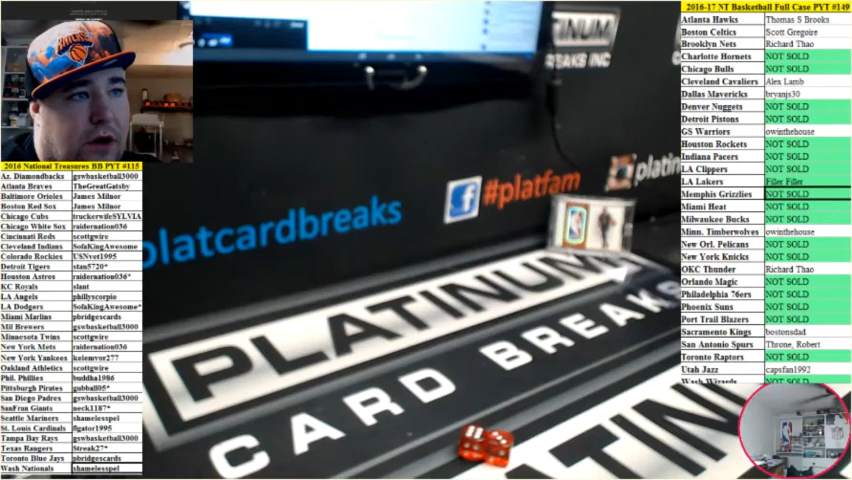 2016-17 NT Basketball Full Case PYT #149
Atlanta Hawks Thomas S Brooks
Boston Celtics Scott Gregoire
Brooklyn Nets Richard Thao
Charlotte Hornets NOT SOLD
Chicago Bulls NOT SOLD
Cleveland Cavaliers Alex Lamb
Dallas Mavericks bryanjs30
Denver Nuggets NOT SOLD
Detroit Pistons NOT SOLD
GS Warriors owinthehouse
Houston Rockets NOT SOLD
Indiana Pacers NOT SOLD
LA Clippers NOT SOLD
LA Lakers Filler Filler
Memphis Grizzlies NOT SOLD
Miami Heat NOT SOLD
Milwaukee Bucks NOT SOLD
Minn. Timberwolves owinthehouse
New Orl. Pelicans NOT SOLD
New York Knicks NOT SOLD
OKC Thunder Richard Thao
Orlando Magic NOT SOLD
Philadelphia 76ers NOT SOLD
Phoenix Suns NOT SOLD
Port Trail Blazers NOT SOLD
Sacramento Kings bostonsdad
San Antonio Spurs Throne, Robert
Toronto Raptors NOT SOLD
Utah Jazz capsfan1992
Wash Wizards NOT SOLD
2016 National Treasures BB PYT #115
Az. Diamondbacks gswbasketball3000
Atlanta Braves TheGreatGatsby
Baltimore Orioles James Milnor
Boston Red Sox James Milnor
Chicago Cubs truckerwifeSYLVIA
Chicago White Sox raidernation036
Cincinnati Reds scottgwire
Cleveland Indians SofaKingAwesome
Colorado Rockies USNvet1995
Detroit Tigers stan5720*
Houston Astros raidernation036*
KC Royals slant
LA Angels phillyscorpio
LA Dodgers SofaKingAwesome*
Miami Marlins pbridgescards
Mil Brewers gswbasketball3000
Minnesota Twins scottgwire
New York Mets raidernation036
New York Yankees kelemvor277
Oakland Athletics scottgwire
Phil. Phillies buddha1986
Pittsburgh Pirates gubball05*
San Diego Padres gswbasketball3000
SanFran Giants neck1187*
Seattle Mariners shamelesspel
St. Louis Cardinals flgator1995
Tampa Bay Rays gswbasketball3000
Texas Rangers Streak27*
Toronto Blue Jays pbridgescards
Wash Nationals shamelesspel
INUM
BREAKS INC
platcardbreaks
f #platfam
platin
PLATINUM
CARD BREAKS